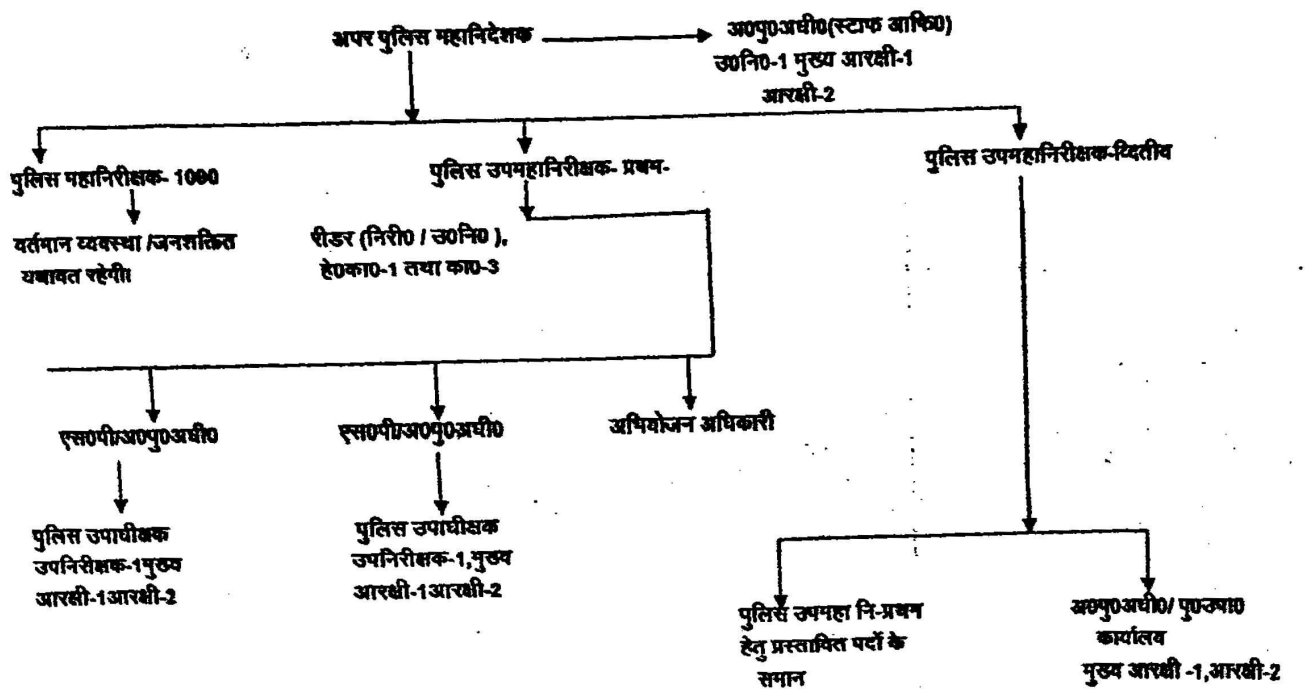 अपर पुलिस महानिदेशक
अ0पु0अधी0(स्टाफ आफि0)
उ0नि0-1 मुख्य आरक्षी-1
आरक्षी-2
पुलिस महानिरीक्षक- 1090
पुलिस उपमहानिरीक्षक- प्रथम-
पुलिस उपमहानिरीक्षक-व्दितीय
वर्तमान व्यवस्था /जनशक्ति
यथावत रहेगी।
रीडर (निरी0 / उ0नि0 ),
हे0का0-1 तथा का0-3
एस0पी/अ0पु0अधी0
एस0पी/अ0पु0अधी0
अभियोजन अधिकारी
पुलिस उपाधीक्षक
उपनिरीक्षक-1मुख्य
आरक्षी-1आरक्षी-2
पुलिस उपाधीक्षक
उपनिरीक्षक-1,मुख्य
आरक्षी-1आरक्षी-2
पुलिस उपमहा नि-प्रथम
हेतु प्रस्तावित पदों के
समान
अ0पु0अधी0/ पु0उपा0
कार्यालय
मुख्य आरक्षी -1,आरक्षी-2